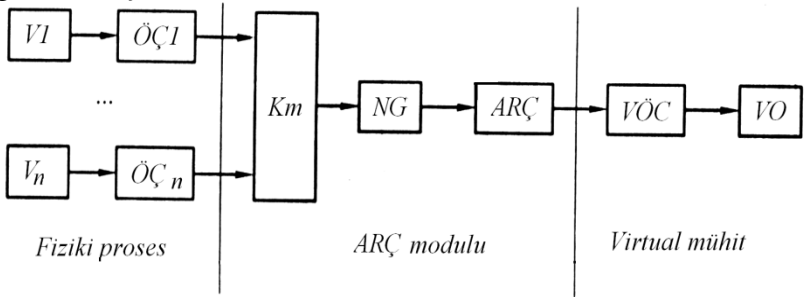 V1 ÖÇ1
...
Km NG ARÇ VÖC VO
Vn ÖÇ n
Fiziki proses ARÇ modulu Virtual mühit